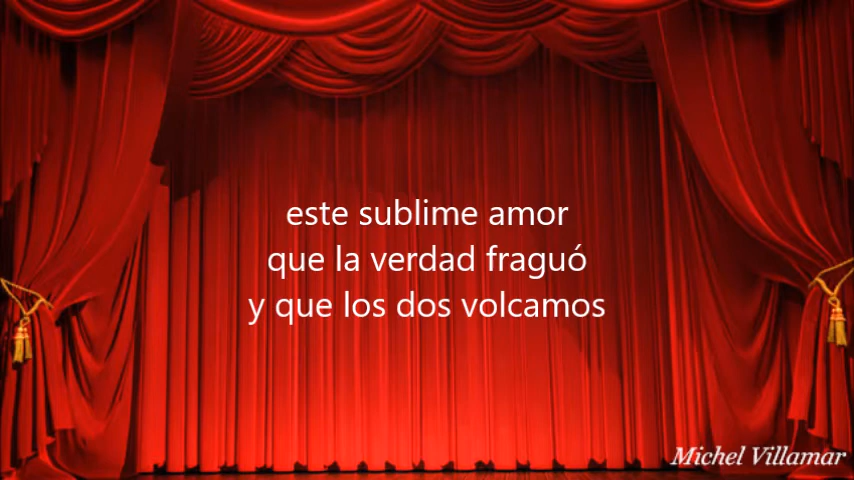 este sublime amor
que la verdad fraguó
y que los dos volcamos
Michel Villamar